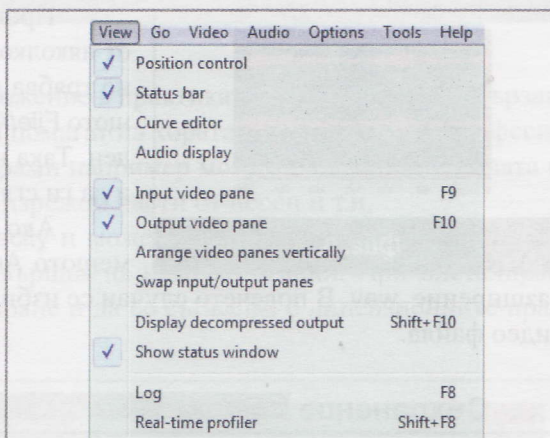 View Go Video Audio Options Tools Help
Position control
Status bar
Curve editor
Audio display
Input video pane F9
Output video pane F10
Arrange video panes vertically
Swap input/output panes
Display decompressed output Shift+F10
Show status window
Log F8
Real-time profiler Shift+F8